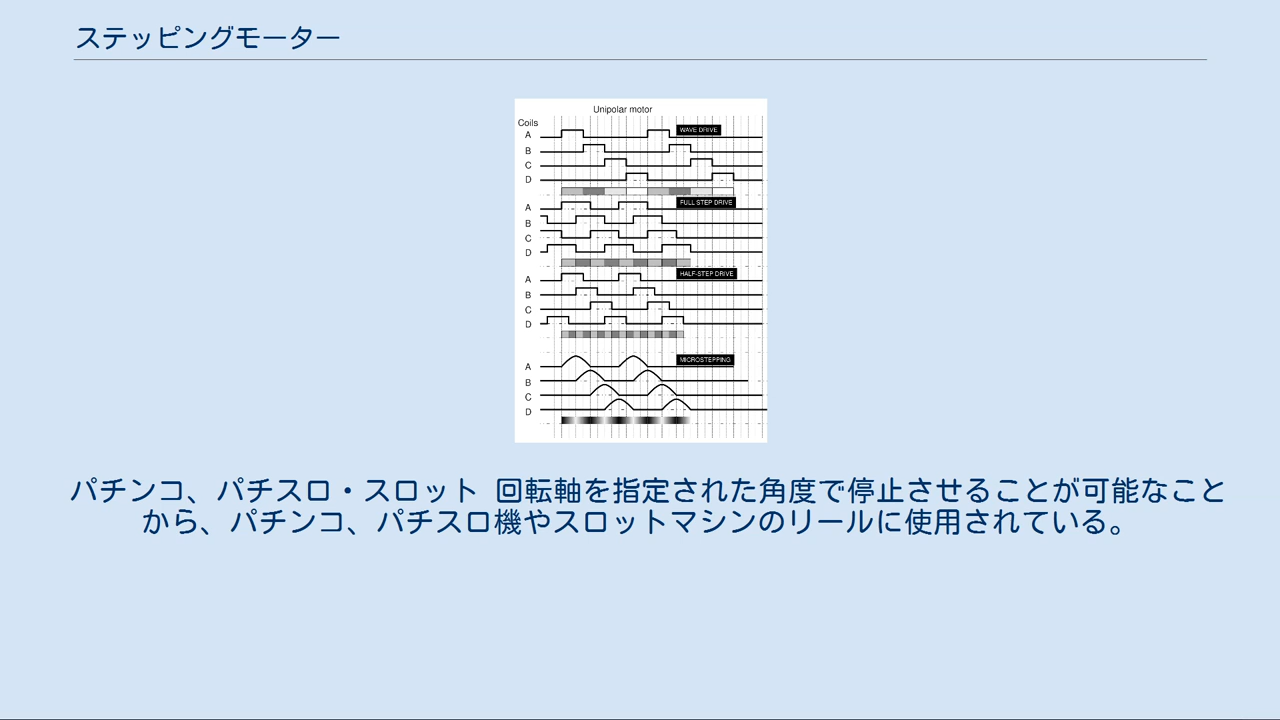 ステッピングモーター
Unipolar motor
Coils
WAVE DRIVE
A
B
C
D
FULL STEP DRIVE
A
B
C
D
HALF-STEP DRIVE
A
B
C
D
MICROSTEPPING
A
B
C
D
パチンコ、パチスロ・スロット 回転軸を指定された角度で停止させることが可能なこと
から、パチンコ、パチスロ機やスロットマシンのリールに使用されている。